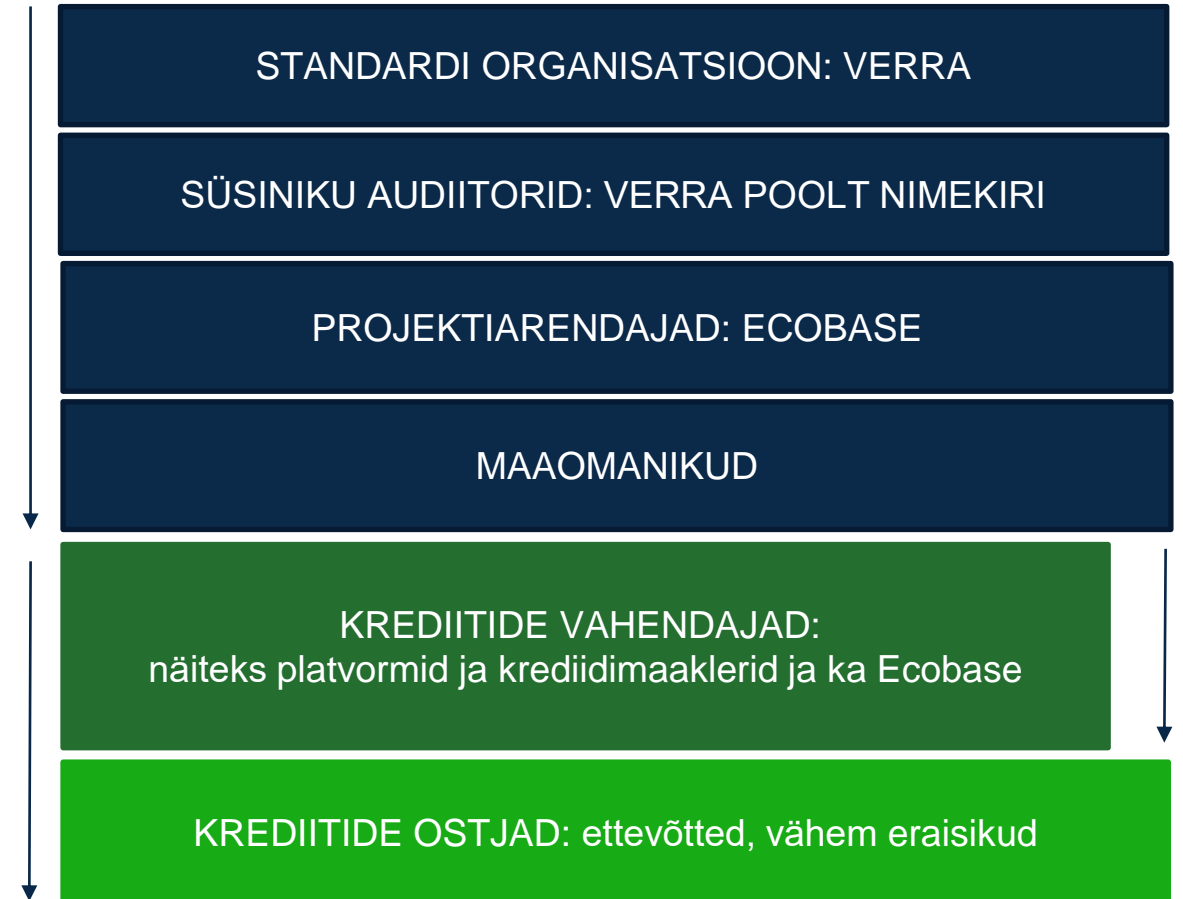 STANDARDI ORGANISATSIOON: VERRA
SÜSINIKU AUDIITORID: VERRA POOLT NIMEKIRI
PROJEKTIARENDAJAD: ECOBASE
MAAOMANIKUD
KREDIITIDE VAHENDAJAD:
näiteks platvormid ja krediidimaaklerid ja ka Ecobase
KREDIITIDE OSTJAD: ettevõtted, vähem eraisikud